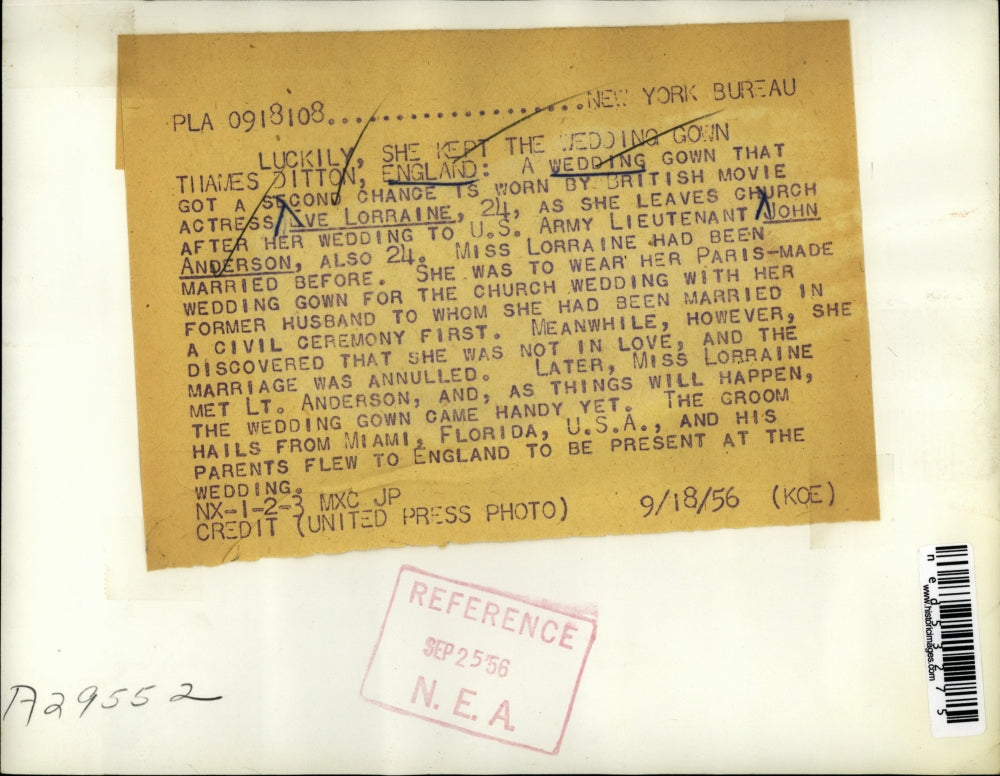 PLA 0918108.....................NEW YORK BUREAU
LUCKILY, SHE KEPT THE WEDDING GOWN
THAMES DITTON, ENGLAND: A WEDDING GOWN THAT
GOT A SECOND CHANCE IS WORN BY BRITISH MOVIE
ACTRESS EVE LORRAINE, 24, AS SHE LEAVES CHURCH
AFTER HER WEDDING TO U.S. ARMY LIEUTENANT JOHN
ANDERSON, ALSO 24. MISS LORRAINE HAD BEEN
MARRIED BEFORE. SHE WAS TO WEAR HER PARIS-MADE
WEDDING GOWN FOR THE CHURCH WEDDING WITH HER
FORMER HUSBAND TO WHOM SHE HAD BEEN MARRIED IN
A CIVIL CEREMONY FIRST. MEANWHILE, HOWEVER, SHE
DISCOVERED THAT SHE WAS NOT IN LOVE, AND THE
MARRIAGE WAS ANNULLED. LATER, MISS LORRAINE
MET LT. ANDERSON, AND, AS THINGS WILL HAPPEN,
THE WEDDING GOWN CAME HANDY YET. THE GROOM
HAILS FROM MIAMI, FLORIDA, U.S.A., AND HIS
PARENTS FLEW TO ENGLAND TO BE PRESENT AT THE
WEDDING.
NX-1-2-3 MXC JP 9/18/56 (KOE)
CREDIT (UNITED PRESS PHOTO)
REFERENCE
SEP 25 '56
N.E.A.
A29552
www.historicimages.com
ned53275